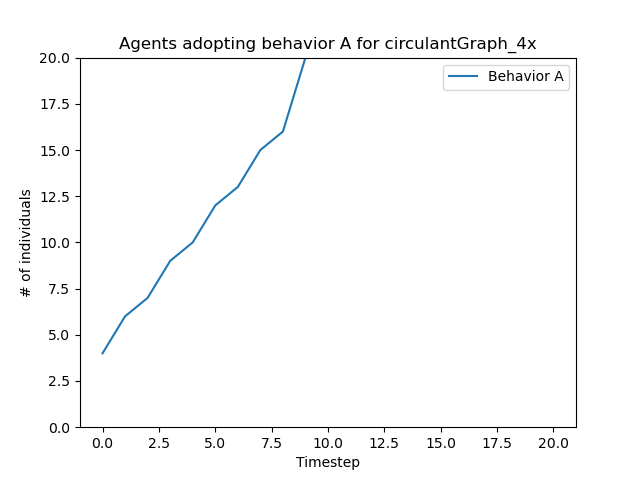 Agents adopting behavior A for circulantGraph_4x
Behavior A
20.0
17.5
15.0
12.5
10.0
7.5
5.0
2.5
0.0
# of individuals
0.0 2.5 5.0 7.5 10.0 12.5 15.0 17.5 20.0
Timestep